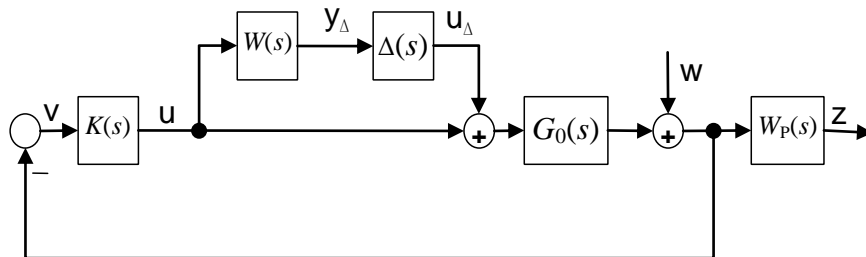 y_Δ
u_Δ
W(s)
Δ(s)
w
v
u
z
K(s)
+
G_0(s)
+
W_P(s)
−